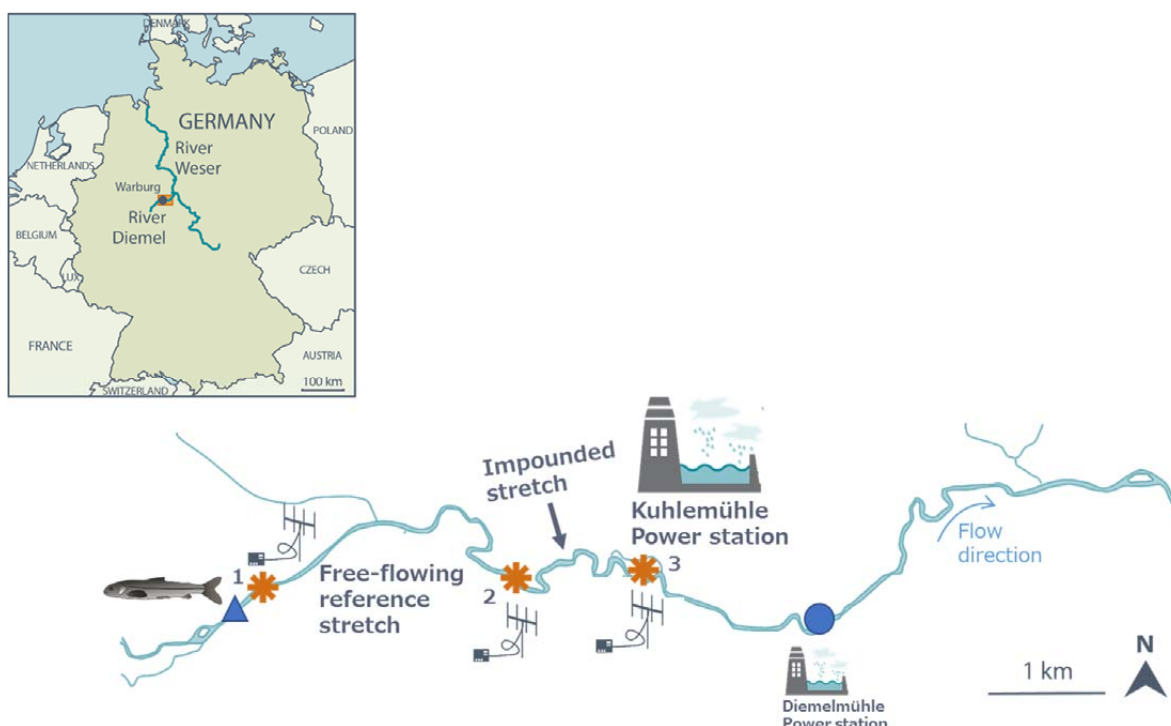 DENMARK
GERMANY
POLAND
River
Weser
NETHERLANDS
Warburg
River
Diemel
BELGIUM
LUX
CZECH
FRANCE
AUSTRIA
SWITZERLAND
100 km
Impounded
stretch
Kuhlemühle
Power station
Flow
direction
1
Free-flowing
reference
stretch
2
3
N
1 km
Diemelmühle
Power station